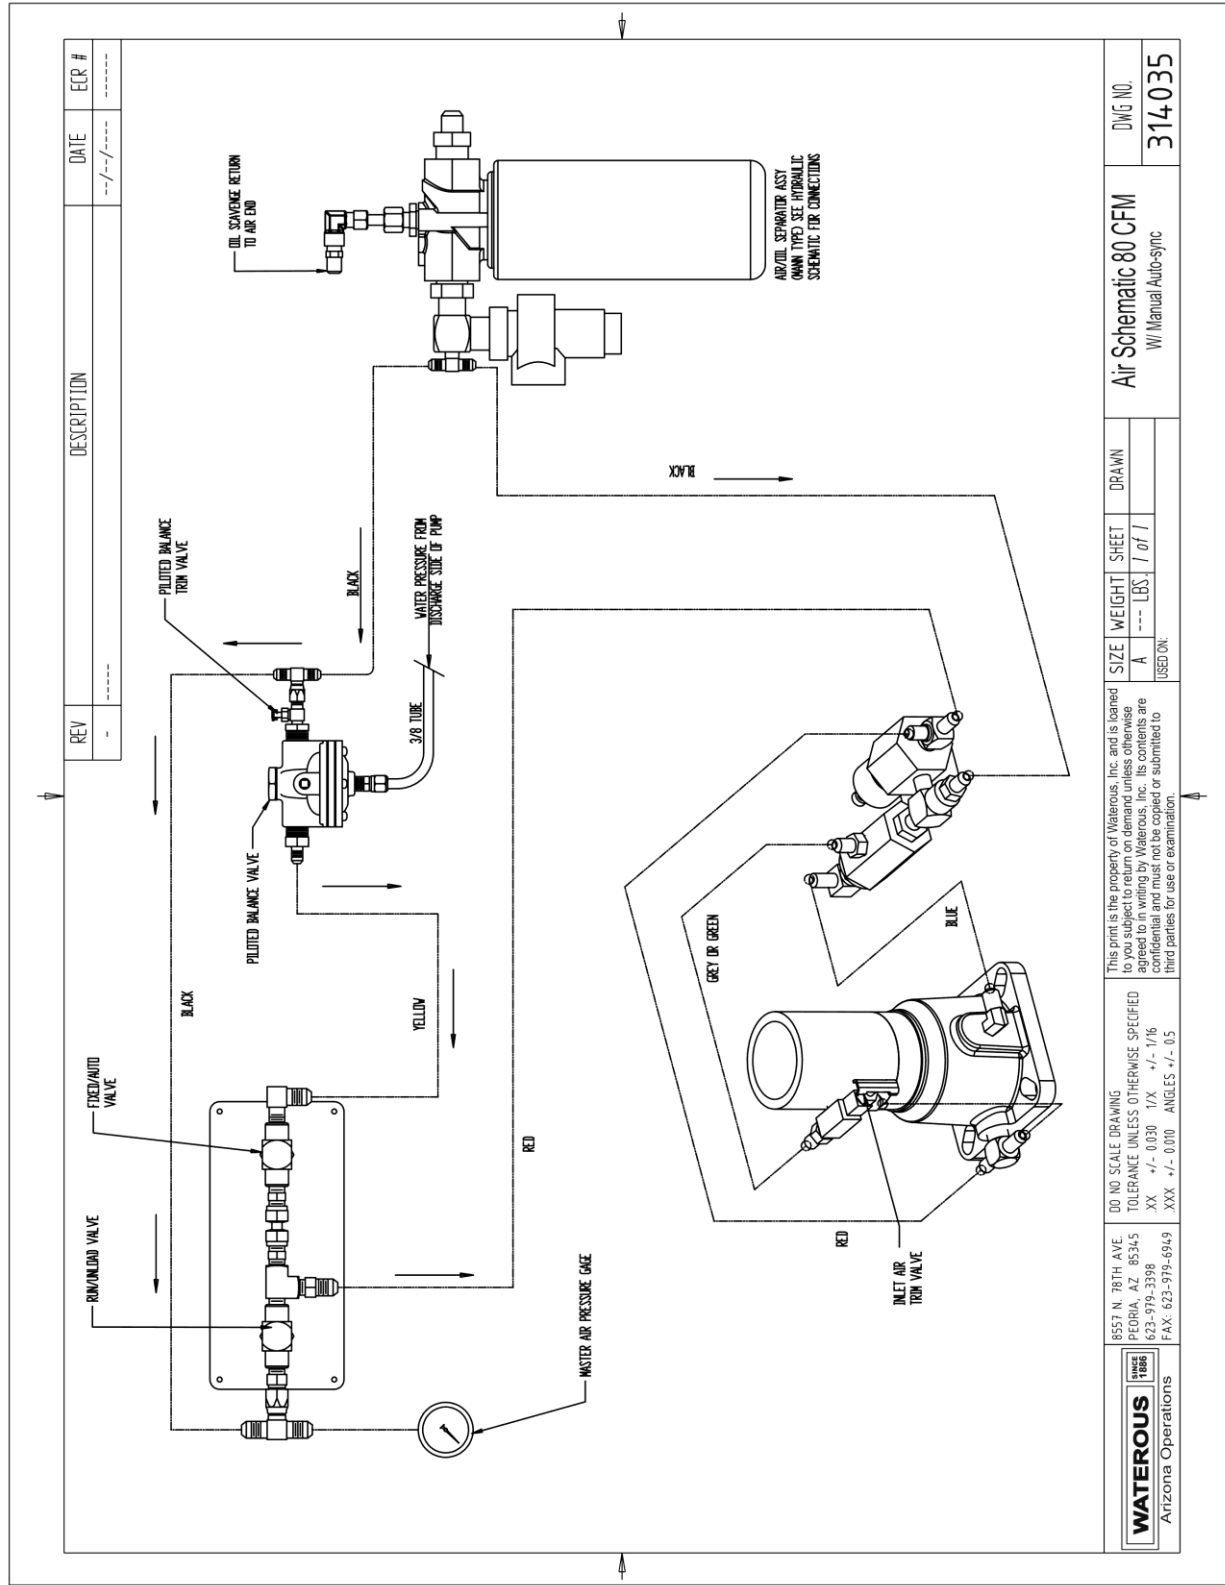 REV
DESCRIPTION
DATE
ECR #
-
-----
--/--/----
------
OIL SCAVENGE RETURN
TO AIR END
AIR/OIL SEPARATOR ASSY
(MANN TYPE) SEE HYDRAULIC
SCHEMATIC FOR CONNECTIONS
BLACK
PILOTED BALANCE
TRIM VALVE
BLACK
WATER PRESSURE FROM
DISCHARGE SIDE OF PUMP
3/8 TUBE
PILOTED BALANCE VALVE
BLACK
YELLOW
FIXED/AUTO
VALVE
RUN/UNLOAD VALVE
RED
MASTER AIR PRESSURE GAGE
GREY OR GREEN
BLUE
RED
INLET AIR
TRIM VALVE
WATEROUS
SINCE
1886
Arizona Operations
8557 N. 78TH AVE.
PEORIA, AZ 85345
623-979-3398
FAX: 623-979-6949
DO NO SCALE DRAWING
TOLERANCE UNLESS OTHERWISE SPECIFIED
.XX +/- 0.030 1/X +/- 1/16
.XXX +/- 0.010 ANGLES +/- 0.5
This print is the property of Waterous, Inc. and is loaned
to you subject to return on demand unless otherwise
agreed to in writing by Waterous, Inc. Its contents are
confidential and must not be copied or submitted to
third parties for use or examination.
SIZE
WEIGHT
SHEET
DRAWN
A
--- LBS.
1 of 1
USED ON:
Air Schematic 80 CFM
W/ Manual Auto-sync
DWG NO.
314035